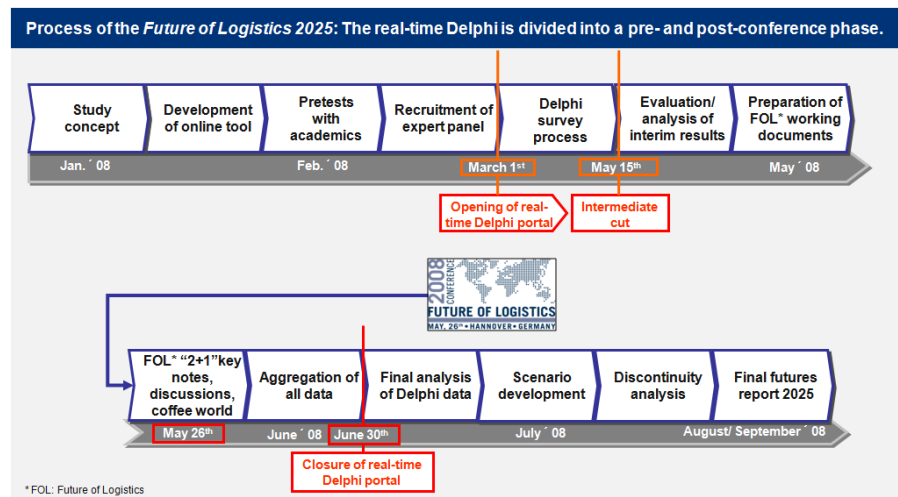 Process of the Future of Logistics 2025: The real-time Delphi is divided into a pre- and post-conference phase.
Study
concept
Development
of online tool
Pretests
with
academics
Recruitment of
expert panel
Delphi
survey
process
Evaluation/
analysis of
interim results
Preparation of
FOL* working
documents
Jan. ´ 08
Feb. ´ 08
March 1st
May 15th
May ´ 08
Opening of real-
time Delphi portal
Intermediate
cut
2008
CONFERENCE
FUTURE OF LOGISTICS
MAY, 26th • HANNOVER • GERMANY
FOL* “2+1”key
notes,
discussions,
coffee world
Aggregation of
all data
Final analysis
of Delphi data
Scenario
development
Discontinuity
analysis
Final futures
report 2025
May 26th
June ´ 08
June 30th
July ´ 08
August/ September ´ 08
Closure of real-time
Delphi portal
* FOL: Future of Logistics